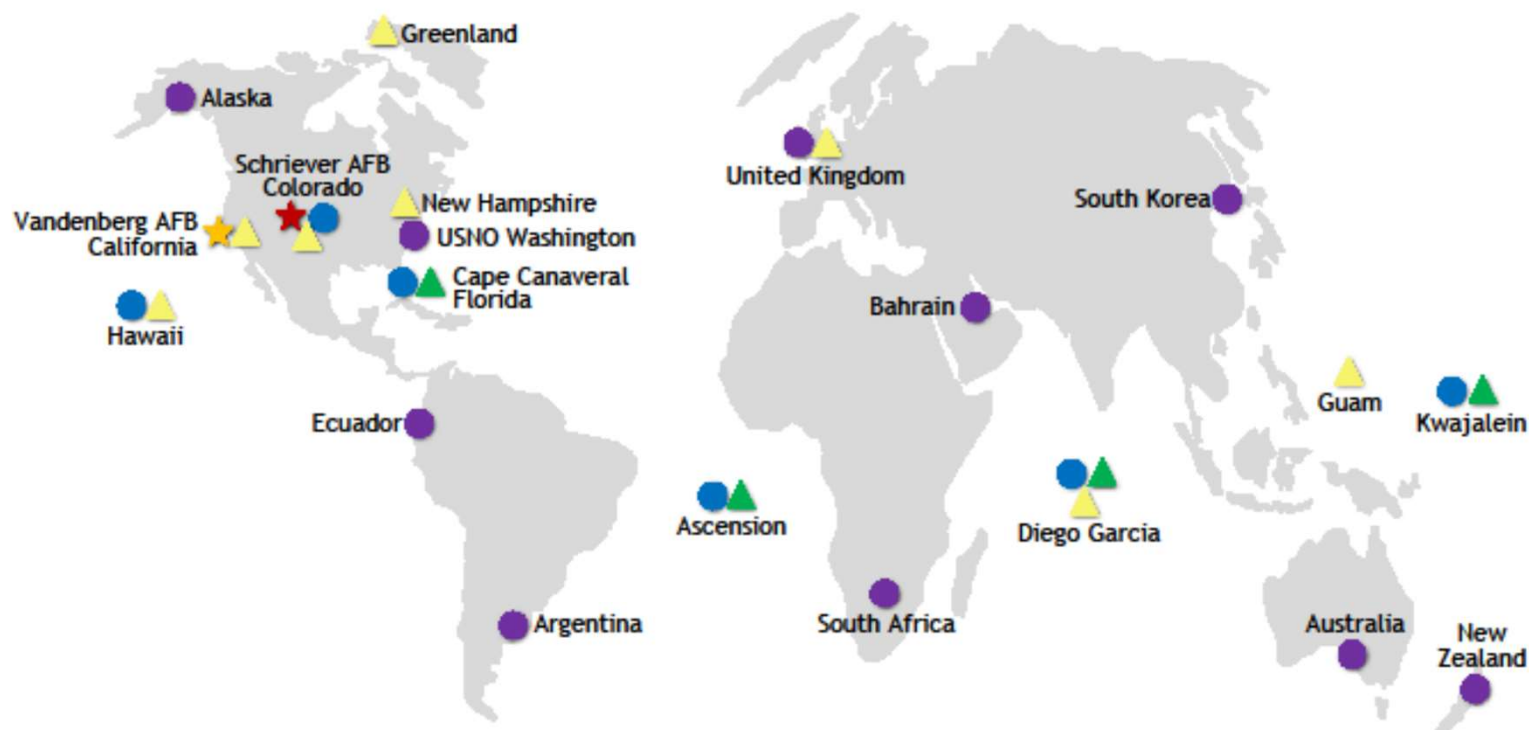 Greenland
Alaska
Schriever AFB
Colorado
Vandenberg AFB
California
New Hampshire
USNO Washington
Cape Canaveral
Florida
Hawaii
United Kingdom
South Korea
Bahrain
Guam
Kwajalein
Ecuador
Ascension
Diego Garcia
Argentina
South Africa
Australia
New
Zealand